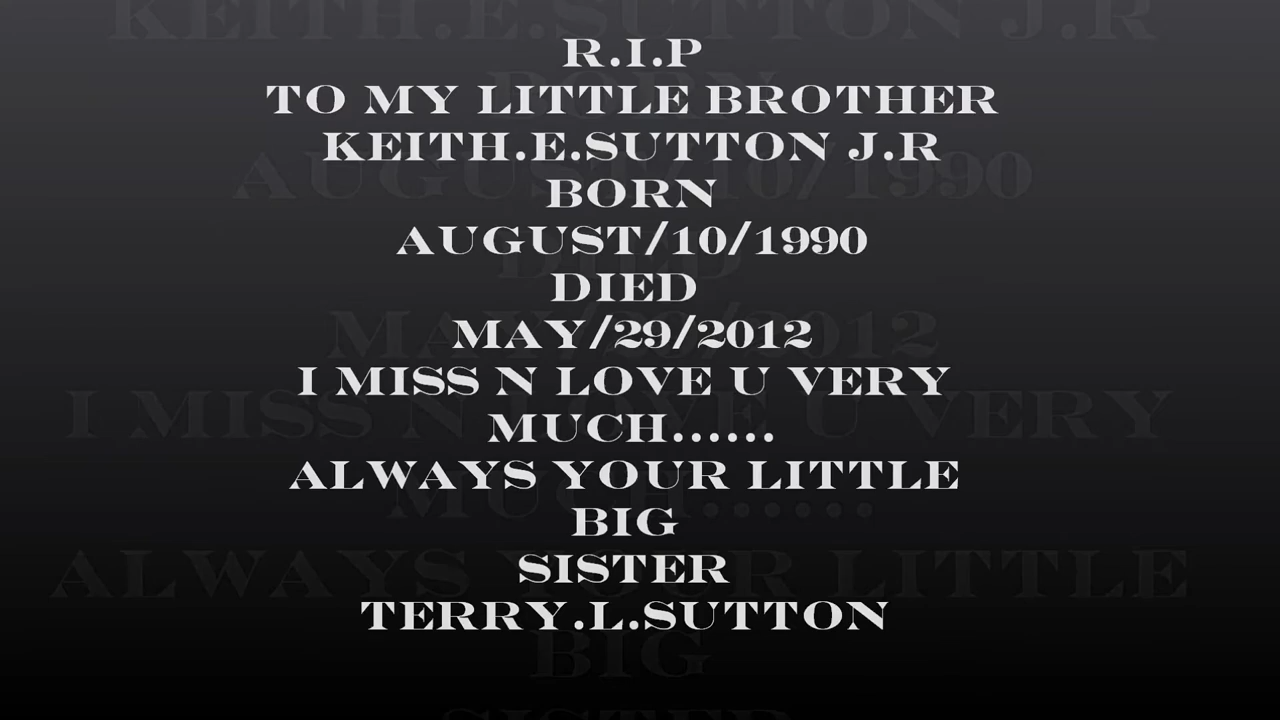 R.I.P
TO MY LITTLE BROTHER
KEITH.E.SUTTON J.R
BORN
AUGUST/10/1990
DIED
MAY/29/2012
I MISS N LOVE U VERY
MUCH......
ALWAYS YOUR LITTLE
BIG
SISTER
TERRY.L.SUTTON